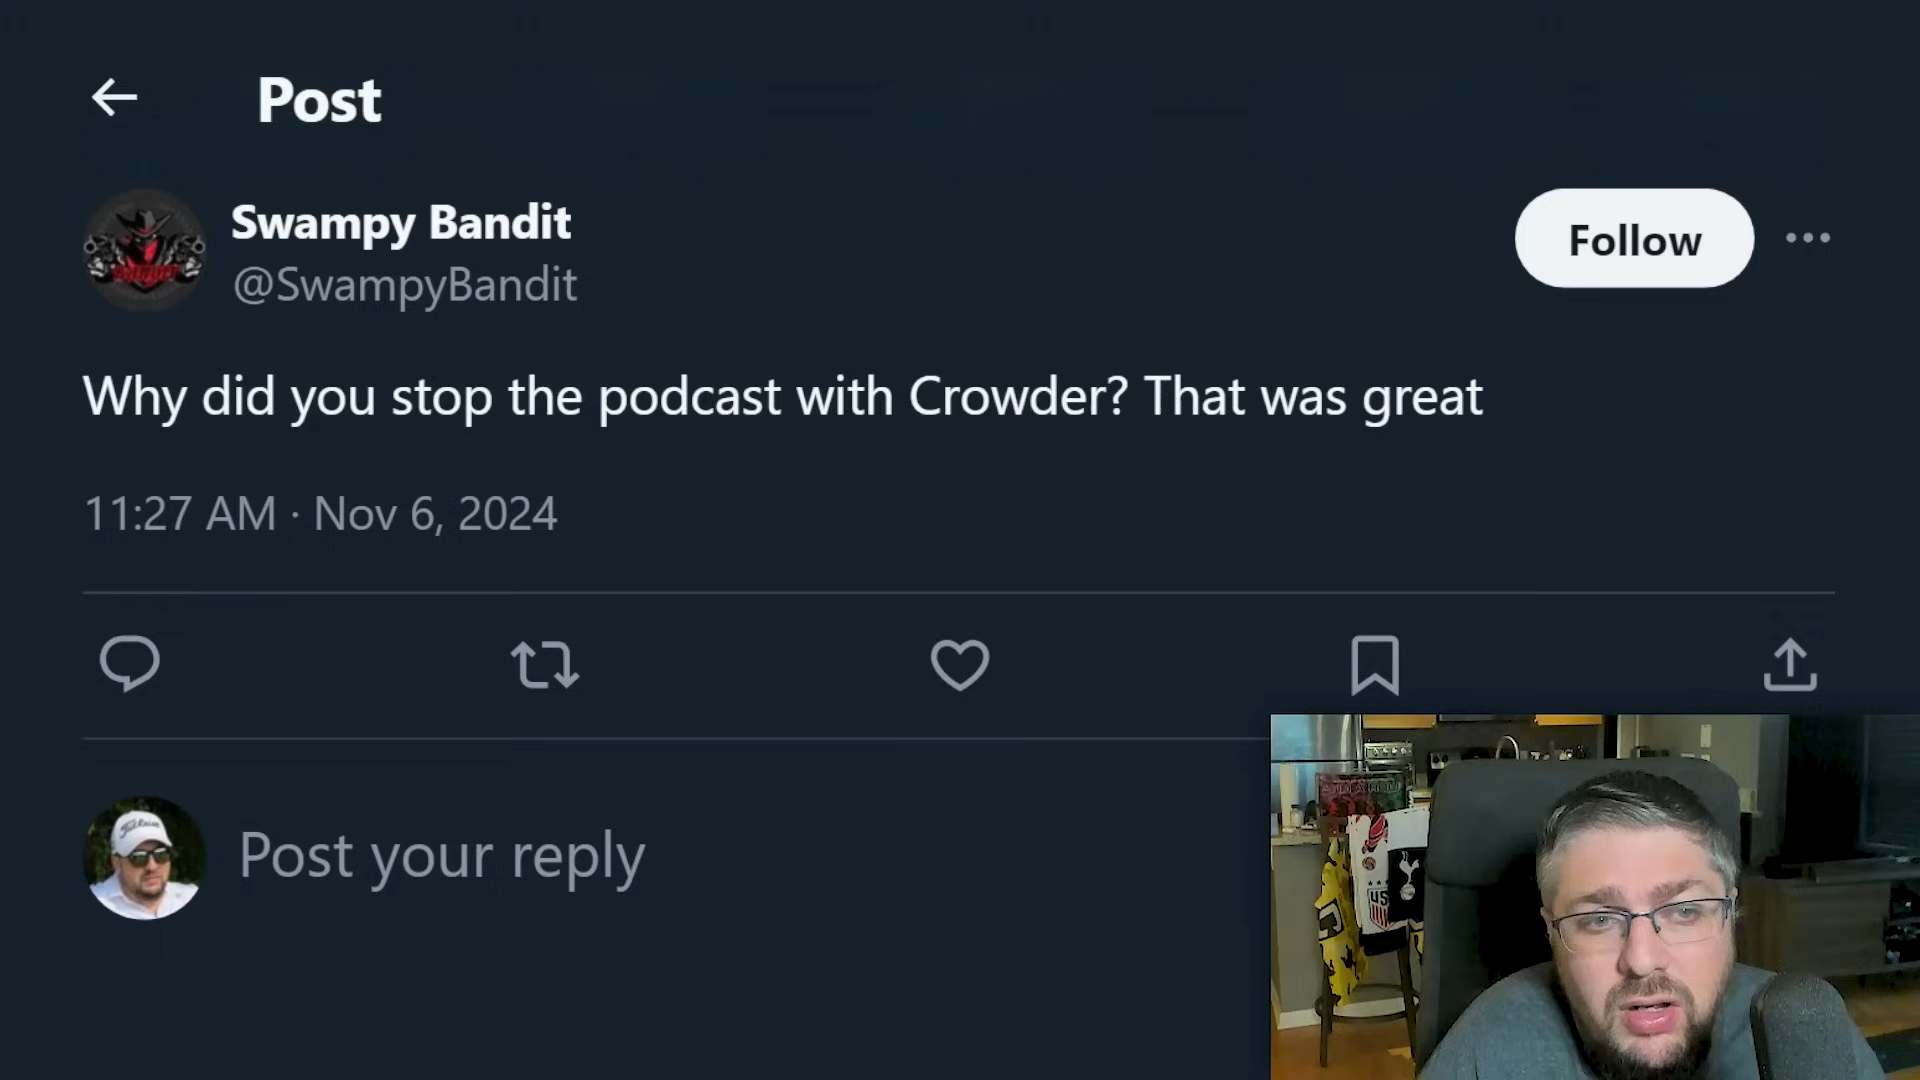 Post
Swampy Bandit
@SwampyBandit
Follow
Why did you stop the podcast with Crowder? That was great
11:27 AM · Nov 6, 2024
Post your reply
US